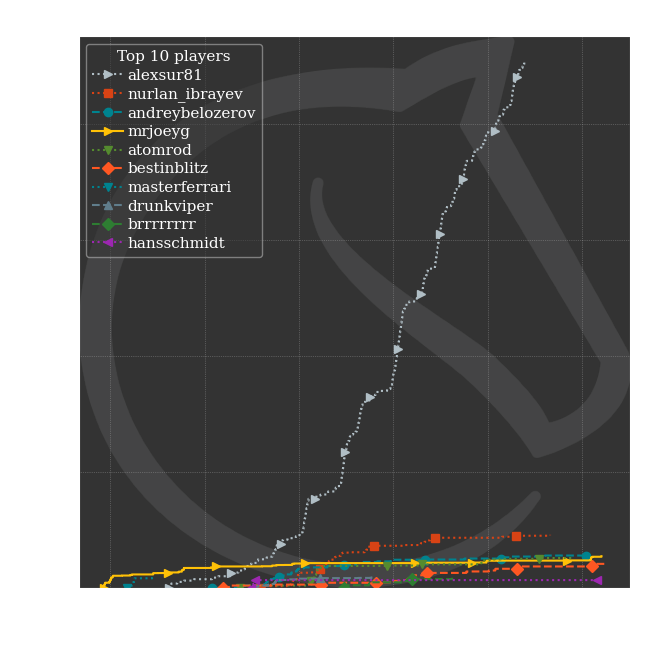 Top 10 players
alexsur81
nurlan_ibrayev
andreybelozerov
mrjoeyg
atomrod
bestinblitz
masterferrari
drunkviper
brrrrrrrr
hansschmidt